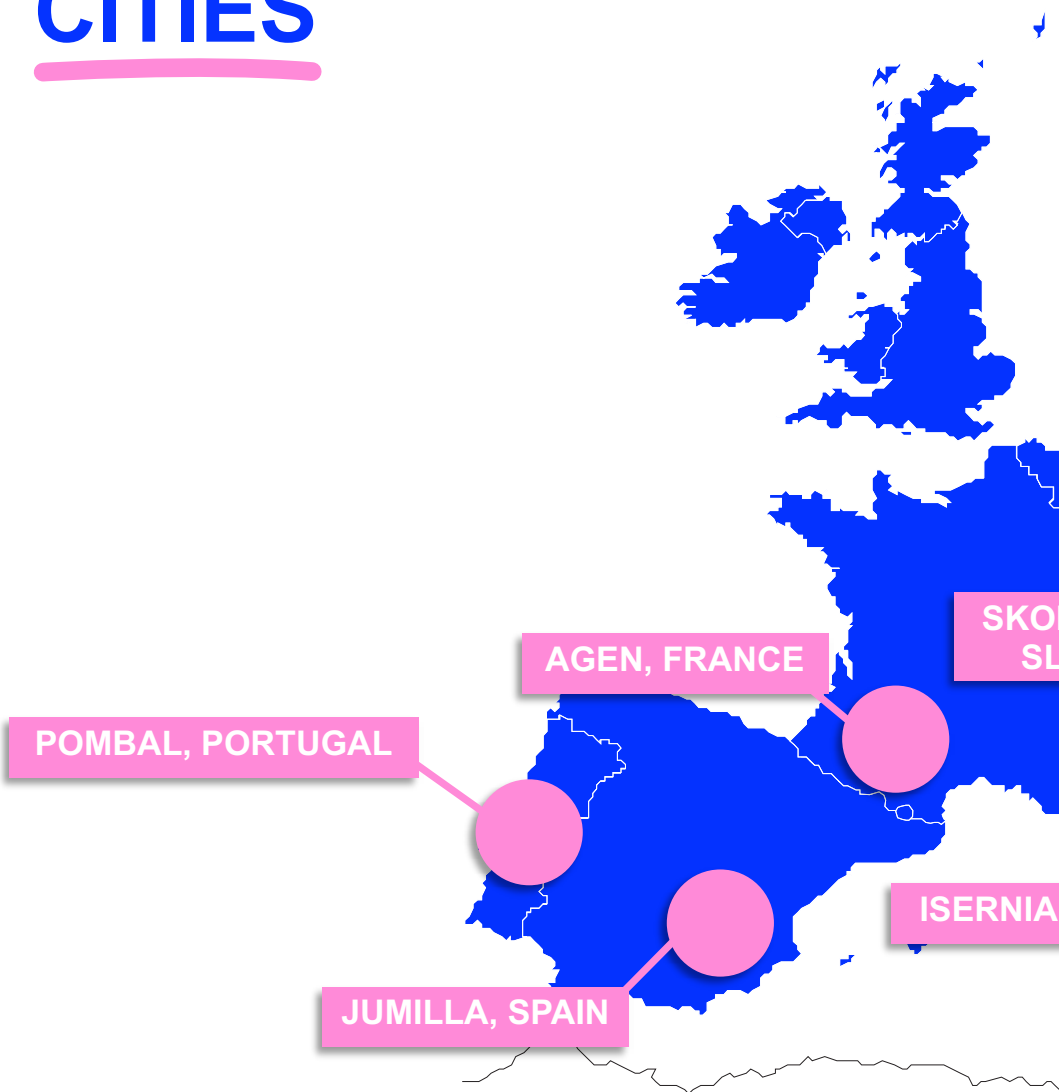 CITIES
AGEN, FRANCE
POMBAL, PORTUGAL
ISERNIA
JUMILLA, SPAIN